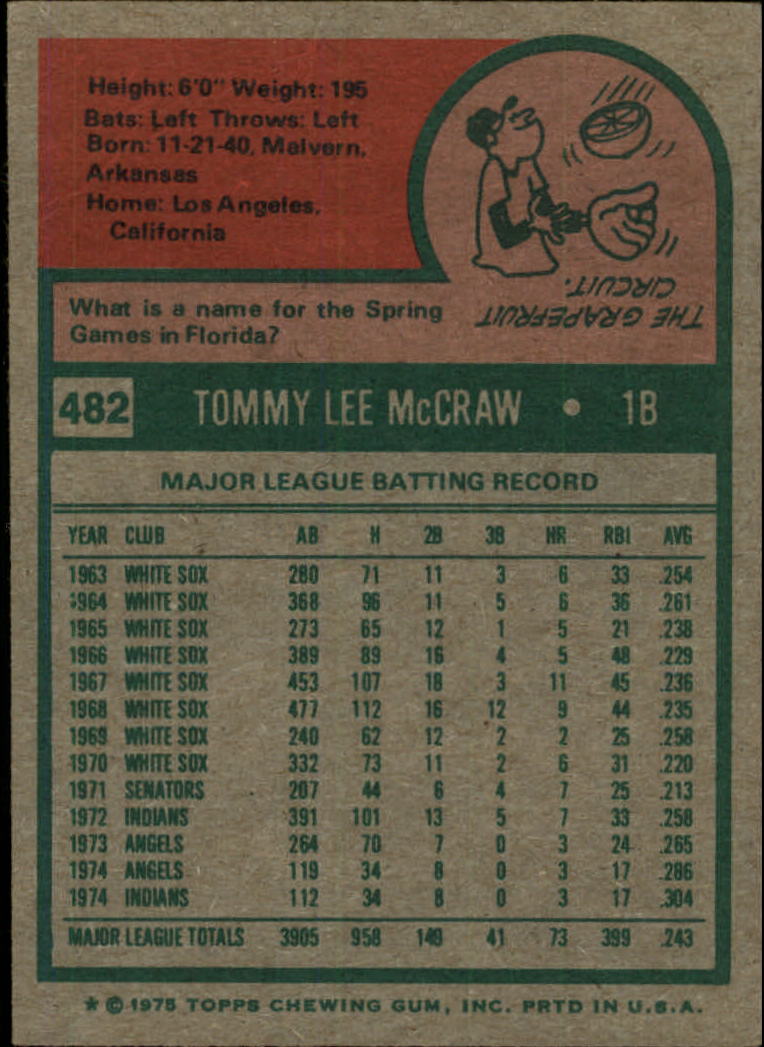 Height: 6'0" Weight: 195
Bats: Left Throws: Left
Born: 11-21-40, Malvern,
Arkansas
Home: Los Angeles,
California
What is a name for the Spring
Games in Florida?
THE GRAPEFRUIT
CIRCUIT.
482 TOMMY LEE McCRAW • 1B
MAJOR LEAGUE BATTING RECORD
YEAR CLUB AB H 2B 3B HR RBI AVG
1963 WHITE SOX 280 71 11 3 6 33 .254
1964 WHITE SOX 368 96 11 5 6 36 .261
1965 WHITE SOX 273 65 12 1 5 21 .238
1966 WHITE SOX 389 89 16 4 5 48 .229
1967 WHITE SOX 453 107 18 3 11 45 .236
1968 WHITE SOX 477 112 16 12 9 44 .235
1969 WHITE SOX 240 62 12 2 2 25 .258
1970 WHITE SOX 332 73 11 2 6 31 .220
1971 SENATORS 207 44 6 4 7 25 .213
1972 INDIANS 391 101 13 5 7 33 .258
1973 ANGELS 264 70 7 0 3 24 .265
1974 ANGELS 119 34 8 0 3 17 .286
1974 INDIANS 112 34 8 0 3 17 .304
MAJOR LEAGUE TOTALS 3905 958 149 41 73 399 .243
* © 1975 TOPPS CHEWING GUM, INC. PRTD IN U.S.A.